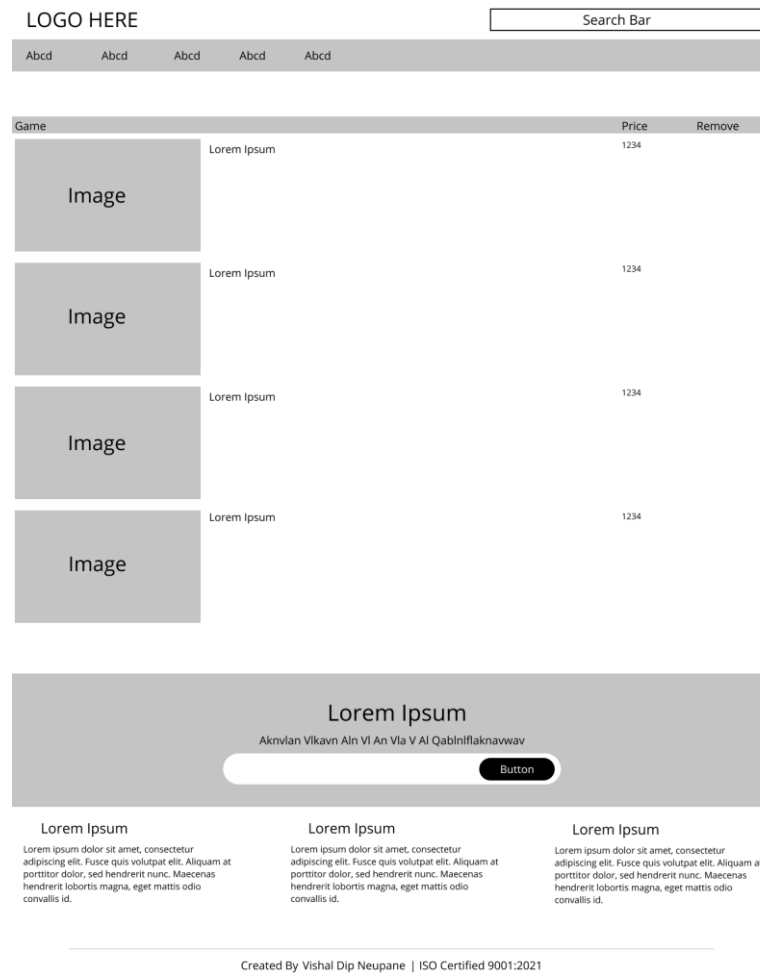 LOGO HERE
Search Bar
Abcd Abcd Abcd Abcd Abcd
Game Price Remove
Image
Lorem Ipsum
1234
Image
Lorem Ipsum
1234
Image
Lorem Ipsum
1234
Image
Lorem Ipsum
1234
Lorem Ipsum
Aknvlan Vlkavn Aln Vl An Vla V Al Qablnlflaknavwav
Button
Lorem Ipsum
Lorem ipsum dolor sit amet, consectetur
adipiscing elit. Fusce quis volutpat elit. Aliquam at
porttitor dolor, sed hendrerit nunc. Maecenas
hendrerit lobortis magna, eget mattis odio
convallis id.
Lorem Ipsum
Lorem ipsum dolor sit amet, consectetur
adipiscing elit. Fusce quis volutpat elit. Aliquam at
porttitor dolor, sed hendrerit nunc. Maecenas
hendrerit lobortis magna, eget mattis odio
convallis id.
Lorem Ipsum
Lorem ipsum dolor sit amet, consectetur
adipiscing elit. Fusce quis volutpat elit. Aliquam at
porttitor dolor, sed hendrerit nunc. Maecenas
hendrerit lobortis magna, eget mattis odio
convallis id.
Created By Vishal Dip Neupane | ISO Certified 9001:2021